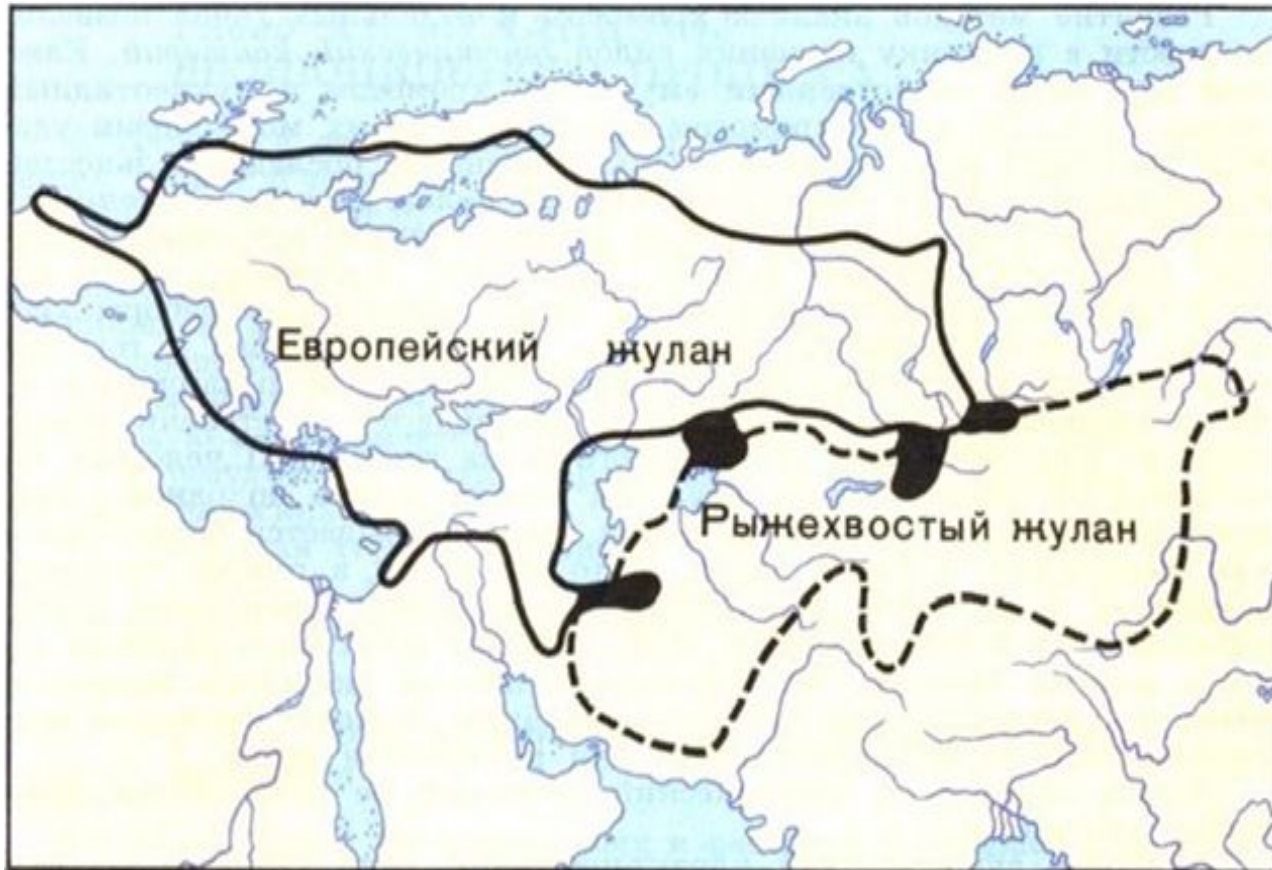 Европейский жулан
Рыжехвостый жулан